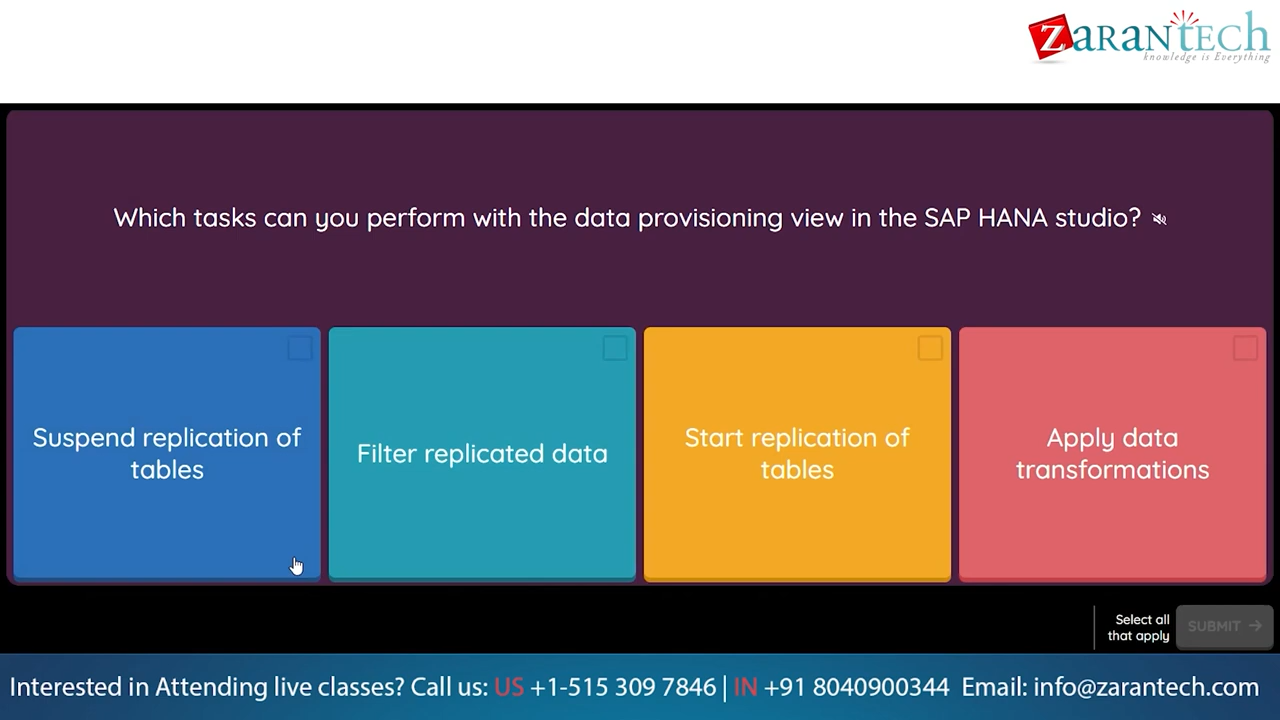 ZARANTECH
knowledge is Everything
Which tasks can you perform with the data provisioning view in the SAP HANA studio?
Suspend replication of
tables
Filter replicated data
Start replication of
tables
Apply data
transformations
Select all
that apply
SUBMIT
Interested in Attending live classes? Call us: US +1-515 309 7846 | IN +91 8040900344 Email: info@zarantech.com